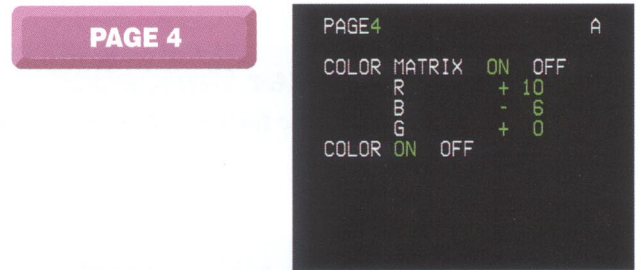 PAGE 4
PAGE4 A
COLOR MATRIX ON OFF
R + 10
B - 6
G + 0
COLOR ON OFF